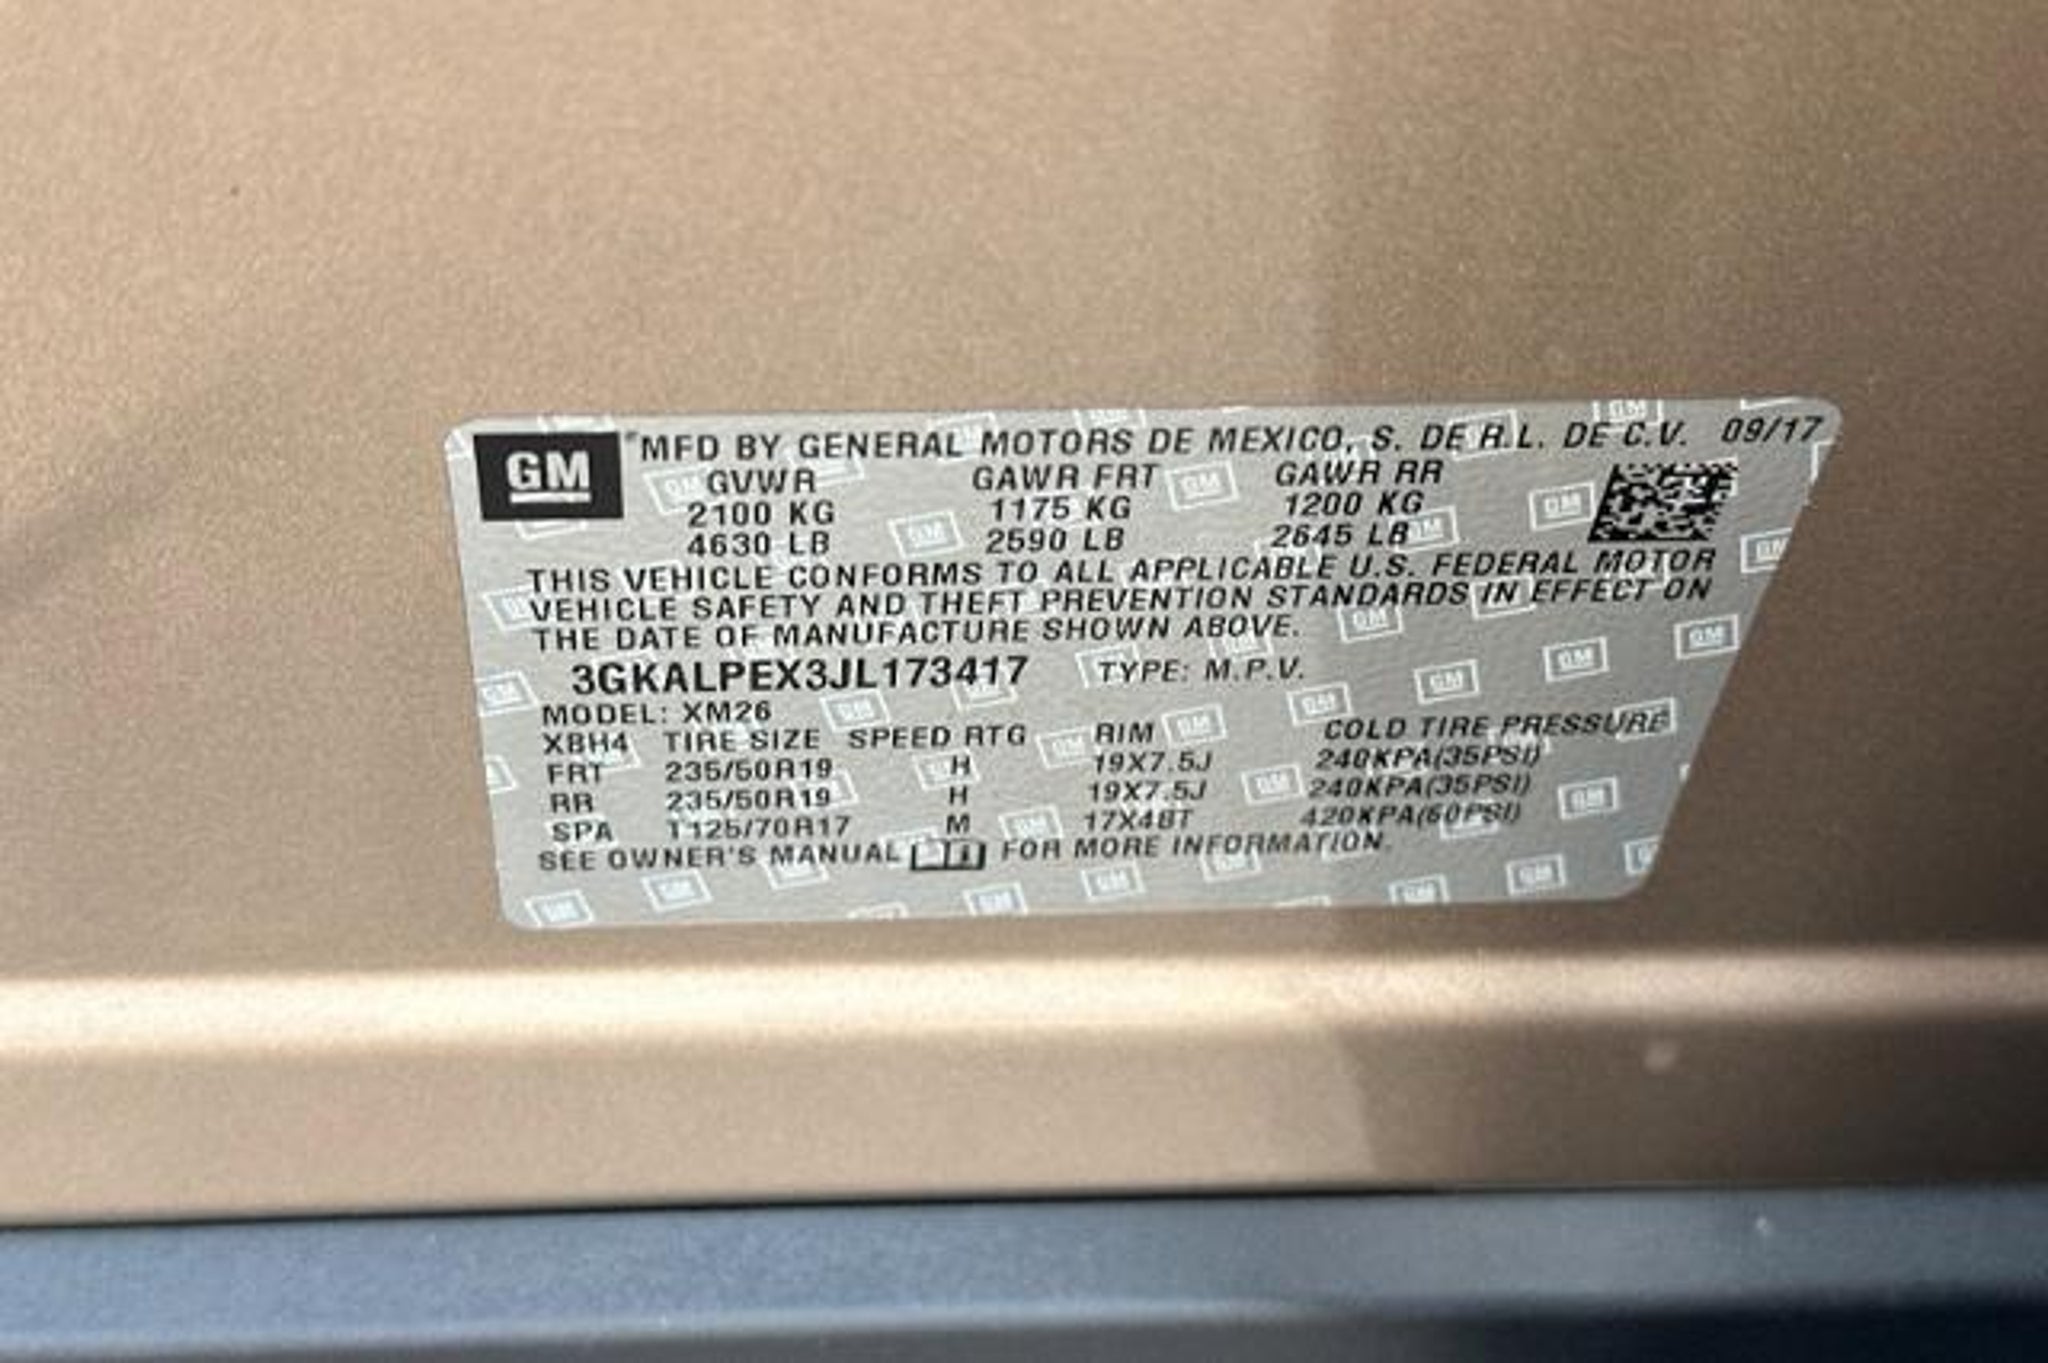 GM
MFD BY GENERAL MOTORS DE MEXICO, S. DE R.L. DE C.V. 09/17
GVWR GAWR FRT GAWR RR
2100 KG 1175 KG 1200 KG
4630 LB 2590 LB 2645 LB
THIS VEHICLE CONFORMS TO ALL APPLICABLE U.S. FEDERAL MOTOR
VEHICLE SAFETY AND THEFT PREVENTION STANDARDS IN EFFECT ON
THE DATE OF MANUFACTURE SHOWN ABOVE.
3GKALPEX3JL173417 TYPE: M.P.V.
MODEL: XM26
XBH4 TIRE SIZE SPEED RTG RIM COLD TIRE PRESSURE
FRT 235/50R19 H 19X7.5J 240KPA(35PSI)
RR 235/50R19 H 19X7.5J 240KPA(35PSI)
SPA T125/70R17 M 17X4BT 420KPA(60PSI)
SEE OWNER'S MANUAL FOR MORE INFORMATION.